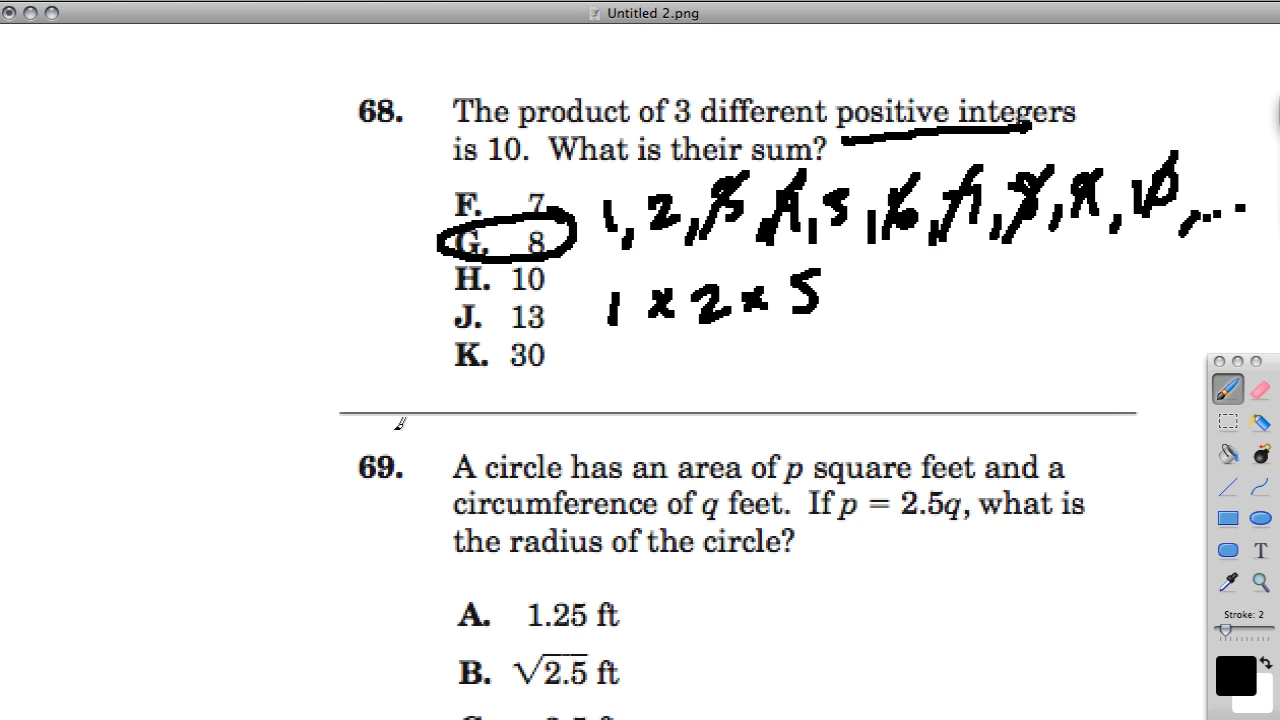 Untitled 2.png
68. The product of 3 different positive integers
is 10. What is their sum?
F. 7
G. 8
H. 10
J. 13
K. 30
1, 2, 3, 4, 5, 6, 7, 8, 9, 10, ...
1 x 2 x 5
69. A circle has an area of p square feet and a
circumference of q feet. If p = 2.5q, what is
the radius of the circle?
A. 1.25 ft
B. √2.5 ft
Stroke: 2